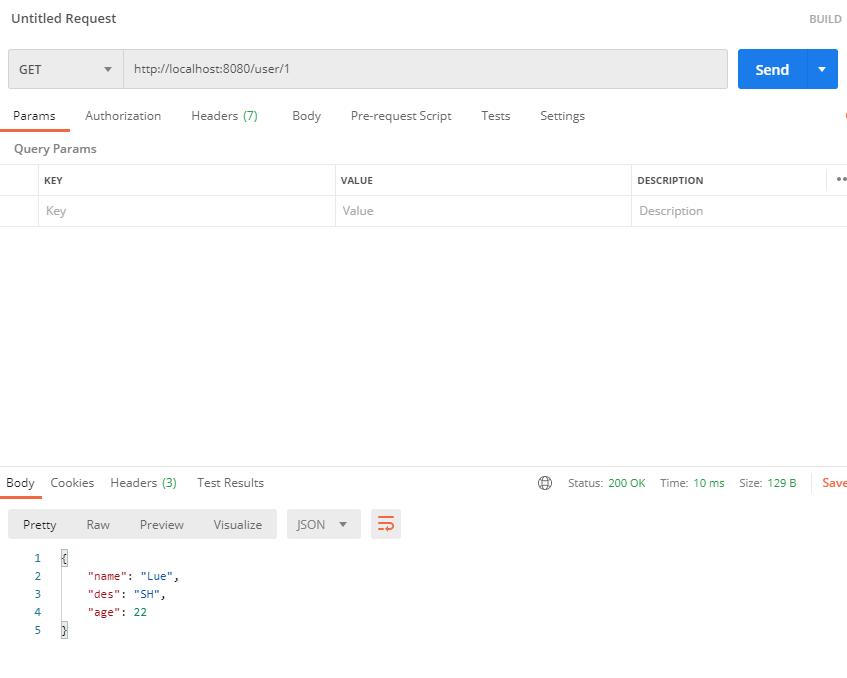 Untitled Request BUILD
GET http://localhost:8080/user/1 Send
Params Authorization Headers (7) Body Pre-request Script Tests Settings
Query Params
KEY VALUE DESCRIPTION
Key Value Description
Body Cookies Headers (3) Test Results Status: 200 OK Time: 10 ms Size: 129 B Save
Pretty Raw Preview Visualize JSON
1 {
2 "name": "Lue",
3 "des": "SH",
4 "age": 22
5 }